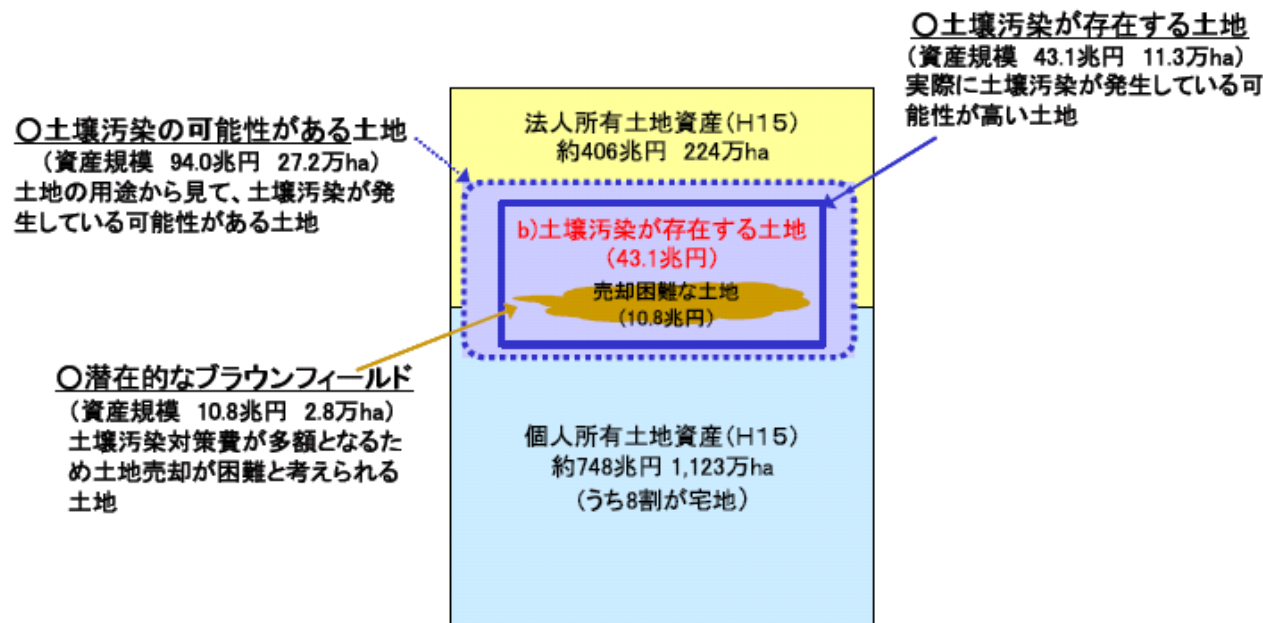 ○土壌汚染が存在する土地
（資産規模 43.1兆円 11.3万ha）
実際に土壌汚染が発生している可
能性が高い土地
○土壌汚染の可能性がある土地
（資産規模 94.0兆円 27.2万ha）
土地の用途から見て、土壌汚染が発
生している可能性がある土地
法人所有土地資産（H15）
約406兆円 224万ha
b)土壌汚染が存在する土地
（43.1兆円）
売却困難な土地
（10.8兆円）
○潜在的なブラウンフィールド
（資産規模 10.8兆円 2.8万ha）
土壌汚染対策費が多額となるた
め土地売却が困難と考えられる
土地
個人所有土地資産（H15）
約748兆円 1,123万ha
（うち8割が宅地）